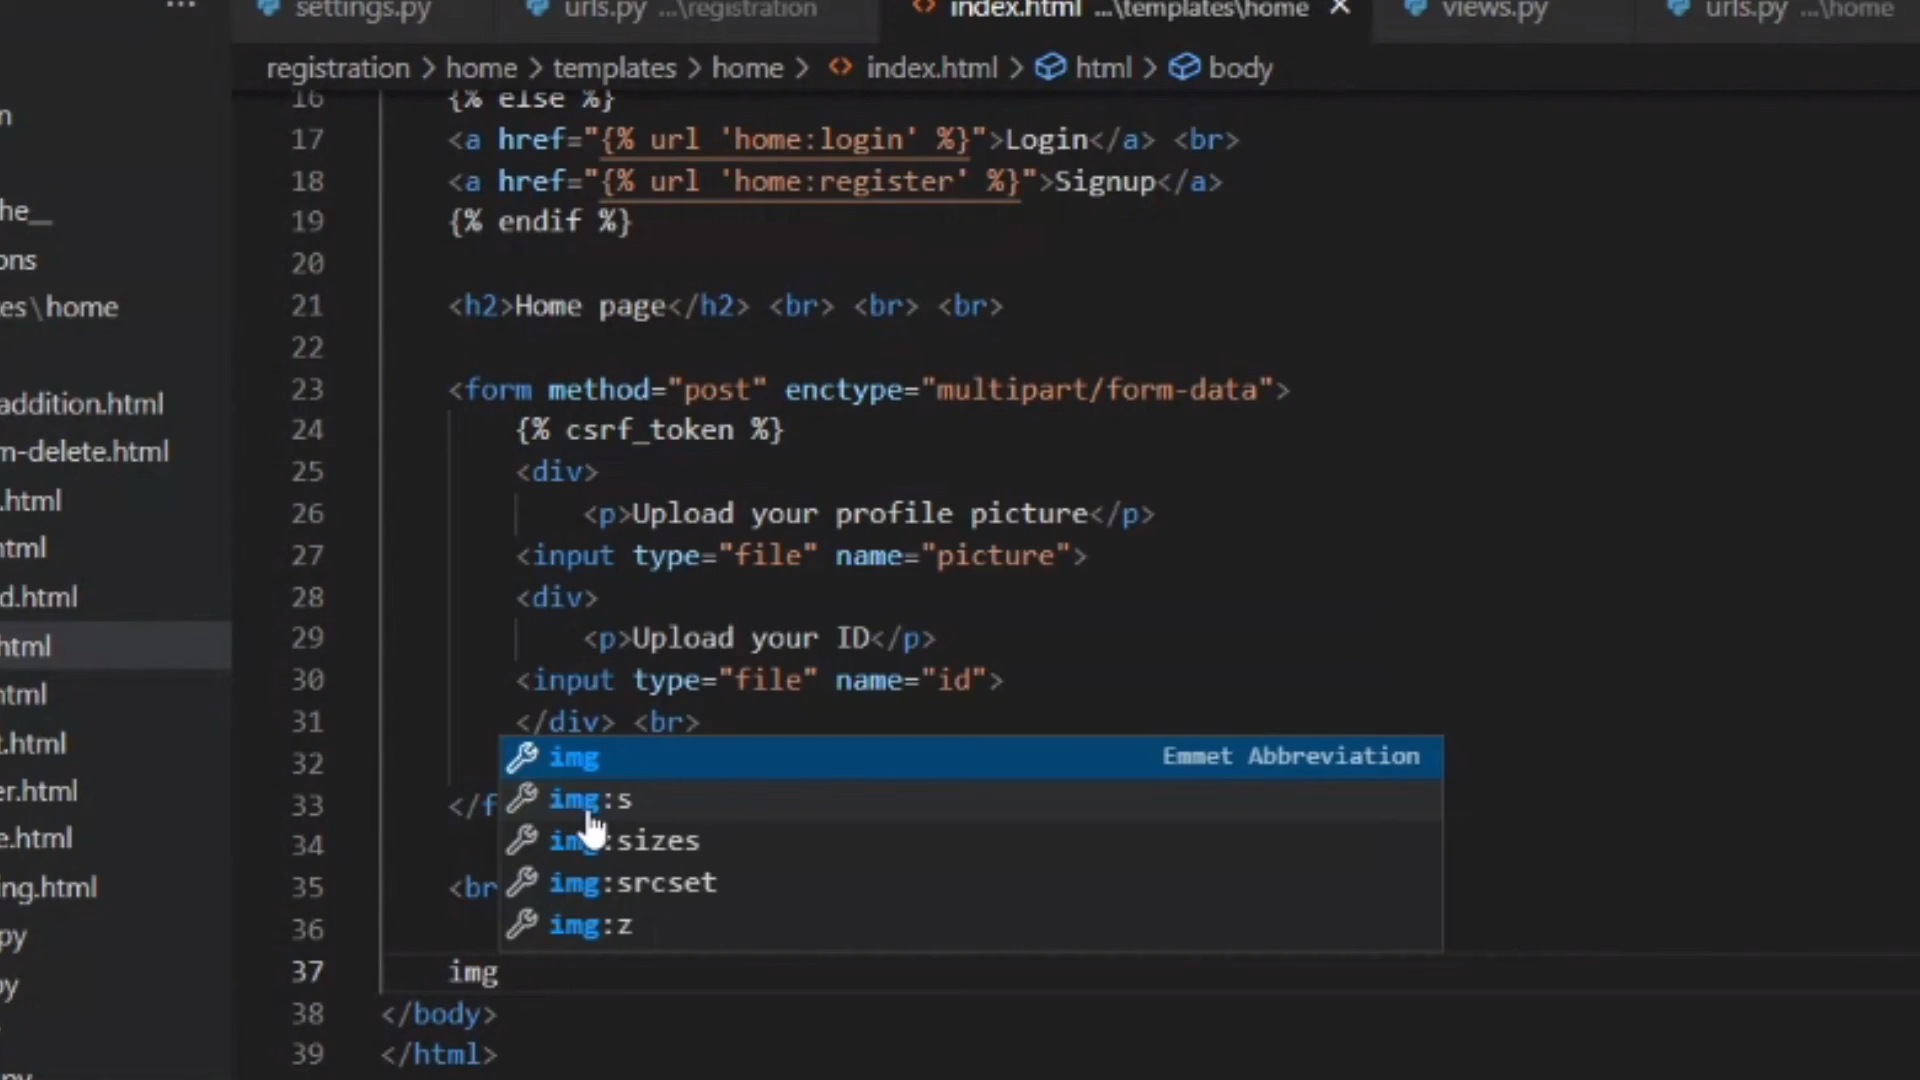 settings.py urls.py ...\registration index.html ...\templates\home views.py urls.py ...\home
registration > home > templates > home > index.html > html > body
16 {% else %}
17 <a href="{% url 'home:login' %}">Login</a> <br>
18 <a href="{% url 'home:register' %}">Signup</a>
19 {% endif %}
20
21 <h2>Home page</h2> <br> <br> <br>
22
23 <form method="post" enctype="multipart/form-data">
24 {% csrf_token %}
25 <div>
26 <p>Upload your profile picture</p>
27 <input type="file" name="picture">
28 <div>
29 <p>Upload your ID</p>
30 <input type="file" name="id">
31 </div> <br>
32
33 </f
34
35 <br
36
37 img
38 </body>
39 </html>
img Emmet Abbreviation
img:s
img:sizes
img:srcset
img:z
n
he__
ons
es\home
addition.html
m-delete.html
.html
html
d.html
html
html
t.html
er.html
e.html
ing.html
py
py